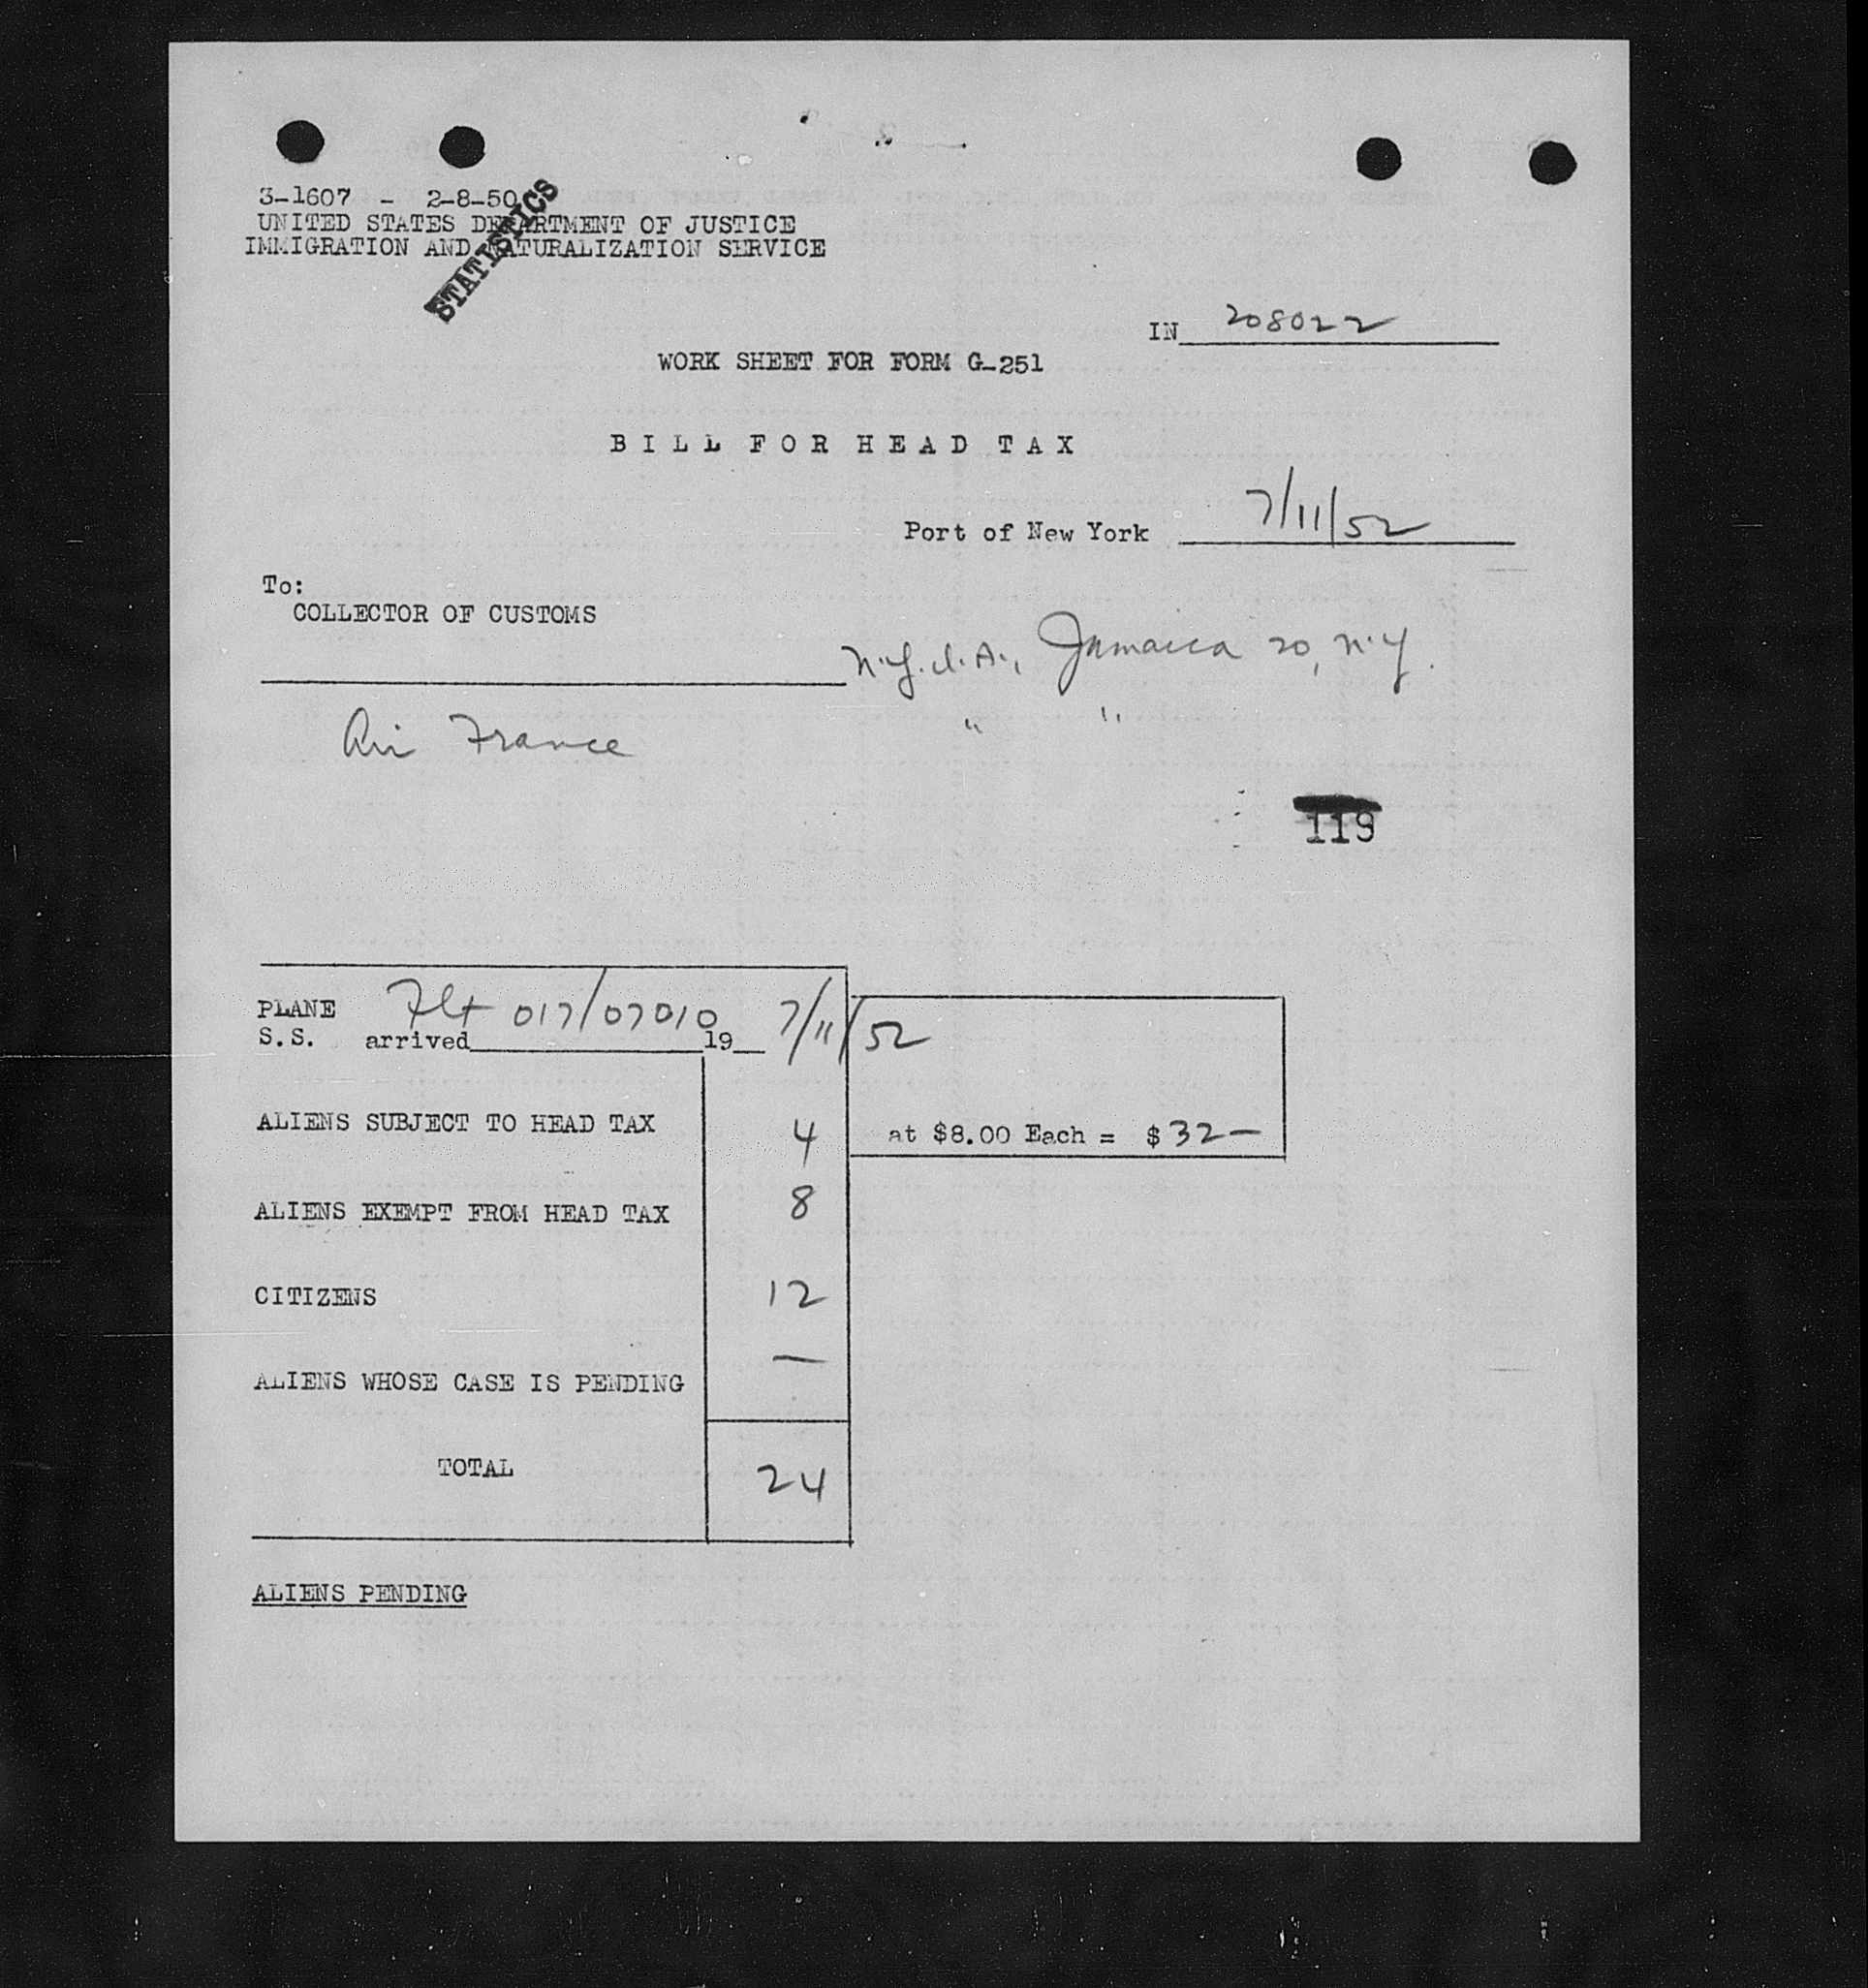 3-1607 - 2-8-50
UNITED STATES DEPARTMENT OF JUSTICE
IMMIGRATION AND NATURALIZATION SERVICE
STATISTICS
IN 208022
WORK SHEET FOR FORM G-251
BILL FOR HEAD TAX
Port of New York 7/11/52
To:
COLLECTOR OF CUSTOMS
N.Y.I.A., Jamaica 20, N.Y.
Air France " "
119
PLANE Flt 017/07010 7/11/52
S.S. arrived 19
ALIENS SUBJECT TO HEAD TAX 4 at $8.00 Each = $32—
ALIENS EXEMPT FROM HEAD TAX 8
CITIZENS 12
ALIENS WHOSE CASE IS PENDING —
TOTAL 24
ALIENS PENDING